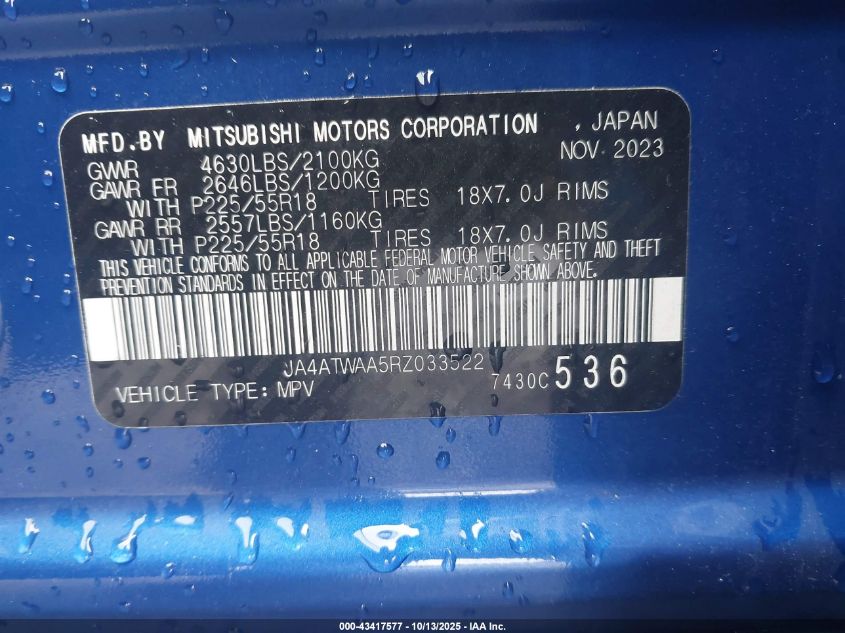 MFD.BY MITSUBISHI MOTORS CORPORATION , JAPAN
GVWR 4630LBS/2100KG NOV 2023
GAWR FR 2646LBS/1200KG
WITH P225/55R18 TIRES 18X7.0J RIMS
GAWR RR 2557LBS/1160KG
WITH P225/55R18 TIRES 18X7.0J RIMS
THIS VEHICLE CONFORMS TO ALL APPLICABLE FEDERAL MOTOR VEHICLE SAFETY AND THEFT
PREVENTION STANDARDS IN EFFECT ON THE DATE OF MANUFACTURE SHOWN ABOVE.
JA4ATWAA5RZ033522
VEHICLE TYPE: MPV 7430C 536
000-43417577 - 10/13/2025 - IAA Inc.